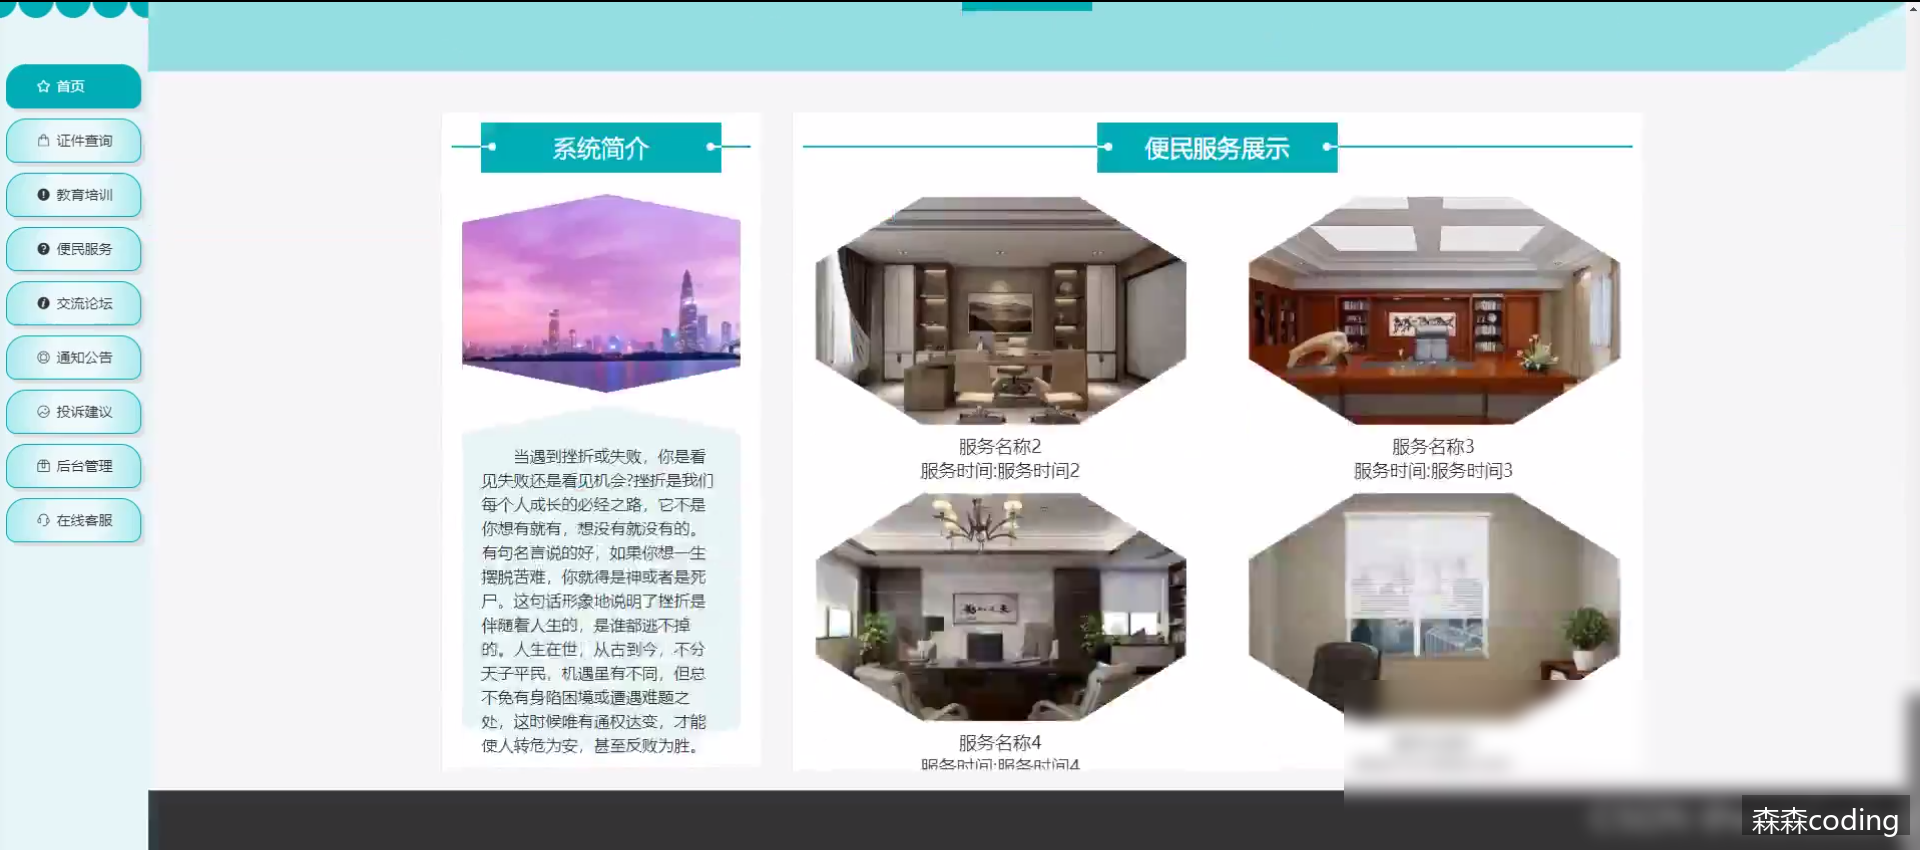 首页
证件查询
教育培训
便民服务
交流论坛
通知公告
投诉建议
后台管理
在线客服
系统简介
当遇到挫折或失败，你是看
见失败还是看见机会?挫折是我们
每个人成长的必经之路，它不是
你想有就有，想没有就没有的。
有句名言说的好，如果你想一生
摆脱苦难，你就得是神或者是死
尸。这句话形象地说明了挫折是
伴随着人生的，是谁都逃不掉
的。人生在世，从古到今，不分
天子平民，机遇虽有不同，但总
不免有身陷困境或遭遇难题之
处，这时候唯有通权达变，才能
使人转危为安，甚至反败为胜。
便民服务展示
服务名称2
服务时间:服务时间2
服务名称3
服务时间:服务时间3
服务名称4
服务时间:服务时间4
森森coding